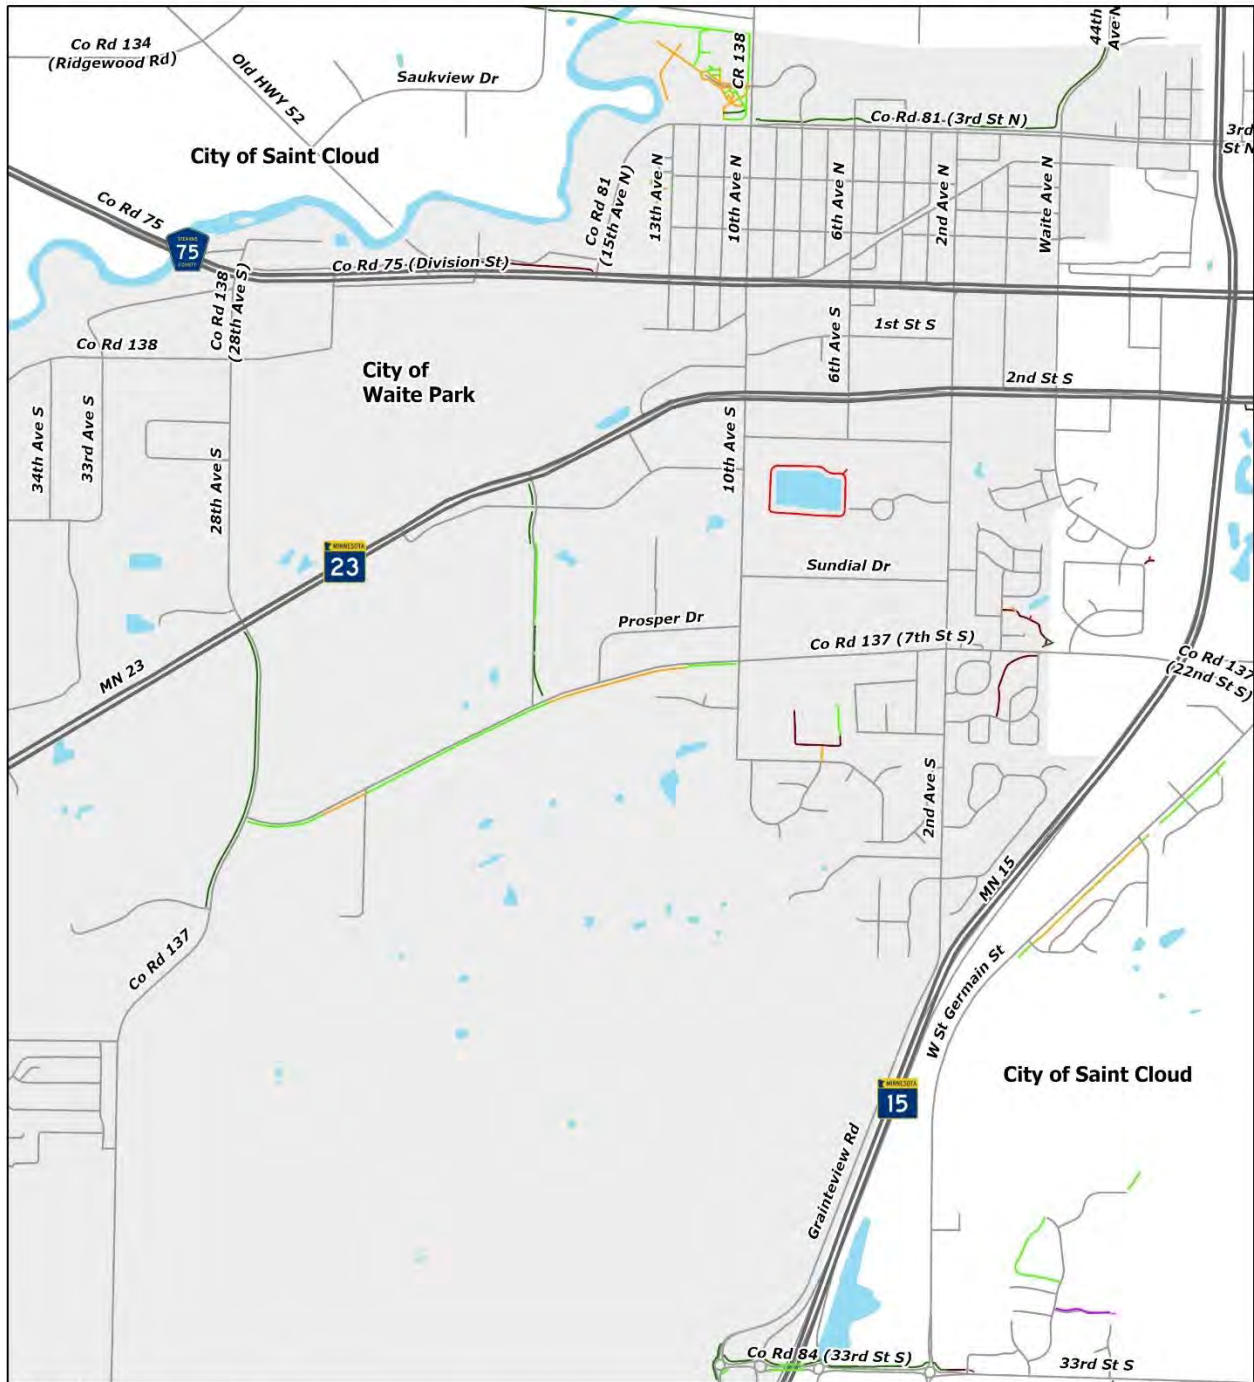 44th
Ave N
Co Rd 134
(Ridgewood Rd)
Old HWY 52
Saukview Dr
CR 138
Co Rd 81 (3rd St N)
3rd
St N
City of Saint Cloud
Co Rd 75
STEARNS
75
COUNTY
Co Rd 81
(15th Ave N)
13th Ave N
10th Ave N
6th Ave N
2nd Ave N
Waite Ave N
Co Rd 75 (Division St)
Co Rd 138
(28th Ave S)
Co Rd 138
City of
Waite Park
6th Ave S
1st St S
2nd St S
34th Ave S
33rd Ave S
28th Ave S
10th Ave S
MINNESOTA
23
Sundial Dr
Prosper Dr
Co Rd 137 (7th St S)
Co Rd 137
(22nd St S)
MN 23
2nd Ave S
MN 15
Co Rd 137
W St Germain St
City of Saint Cloud
MINNESOTA
15
Grainteview Rd
Co Rd 84 (33rd St S)
33rd St S